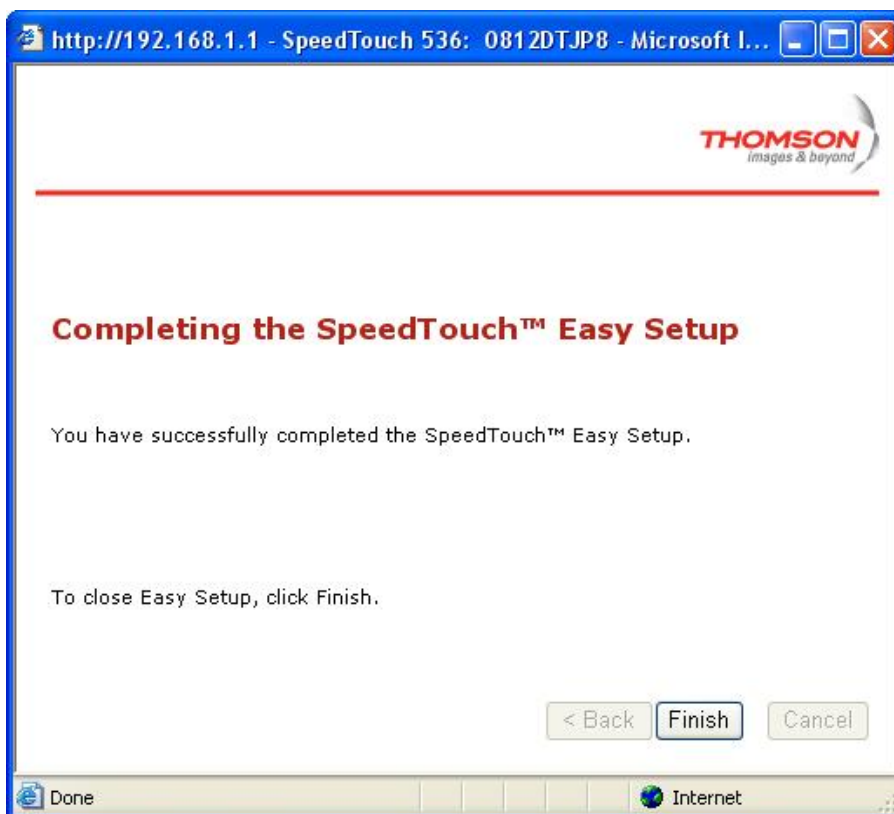 http://192.168.1.1 - SpeedTouch 536: 0812DTJP8 - Microsoft I...
THOMSON
images & beyond
Completing the SpeedTouch™ Easy Setup
You have successfully completed the SpeedTouch™ Easy Setup.
To close Easy Setup, click Finish.
< Back Finish Cancel
Done Internet